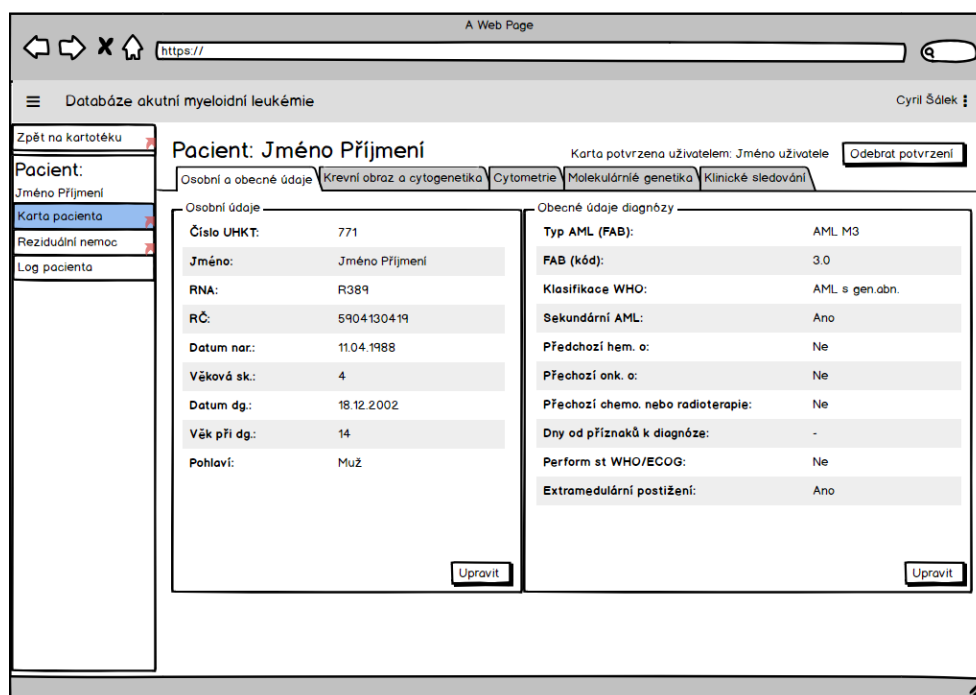 A Web Page
https://
Databáze akutní myeloidní leukémie
Cyril Šálek
Zpět na kartotéku
Pacient:
Jméno Příjmení
Karta pacienta
Reziduální nemoc
Log pacienta
Pacient: Jméno Příjmení
Karta potvrzena uživatelem: Jméno uživatele
Odebrat potvrzení
Osobní a obecné údaje
Krevní obraz a cytogenetika
Cytometrie
Molekulárníé genetika
Klinické sledování
Osobní údaje
Číslo UHKT: 771
Jméno: Jméno Příjmení
RNA: R389
RČ: 5904130419
Datum nar.: 11.04.1988
Věková sk.: 4
Datum dg.: 18.12.2002
Věk při dg.: 14
Pohlaví: Muž
Upravit
Obecné údaje diagnózy
Typ AML (FAB): AML M3
FAB (kód): 3.0
Klasifikace WHO: AML s gen.abn.
Sekundární AML: Ano
Předchozí hem. o: Ne
Přechozí onk. o: Ne
Přechozí chemo. nebo radioterapie: Ne
Dny od příznaků k diagnóze: -
Perform st WHO/ECOG: Ne
Extramedulární postižení: Ano
Upravit